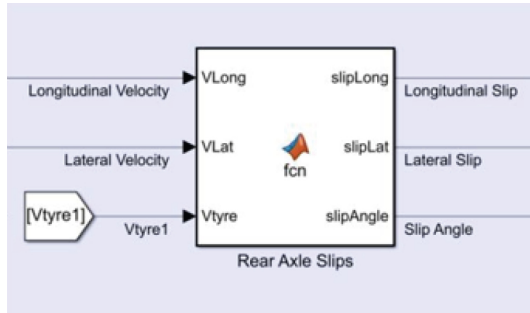 VLong
slipLong
Longitudinal Velocity
Longitudinal Slip
VLat
slipLat
Lateral Velocity
fcn
Lateral Slip
[Vtyre1]
Vtyre
slipAngle
Vtyre1
Slip Angle
Rear Axle Slips